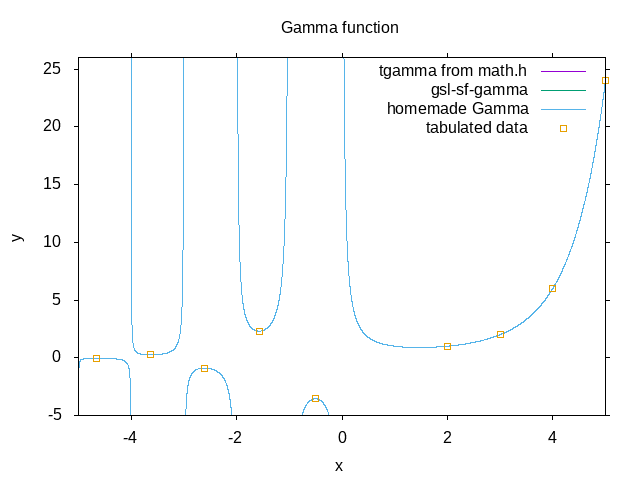 Gamma function
25
20
15
10
5
0
-5
-4
-2
0
2
4
x
y
tgamma from math.h
gsl-sf-gamma
homemade Gamma
tabulated data